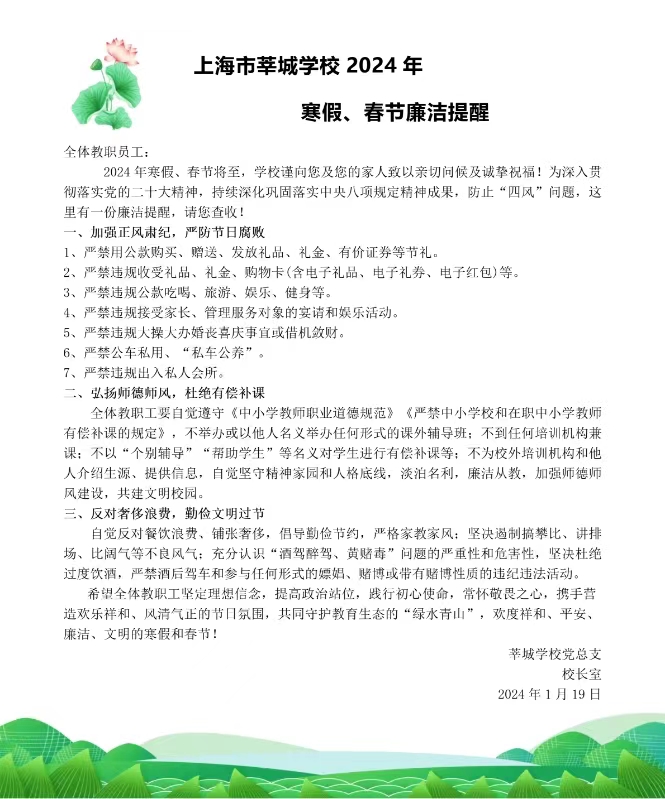 上海市莘城学校 2024 年
寒假、春节廉洁提醒
全体教职员工：
2024 年寒假、春节将至，学校谨向您及您的家人致以亲切问候及诚挚祝福！为深入贯
彻落实党的二十大精神，持续深化巩固落实中央八项规定精神成果，防止“四风”问题，这
里有一份廉洁提醒，请您查收！
一、加强正风肃纪，严防节日腐败
1、严禁用公款购买、赠送、发放礼品、礼金、有价证券等节礼。
2、严禁违规收受礼品、礼金、购物卡(含电子礼品、电子礼券、电子红包)等。
3、严禁违规公款吃喝、旅游、娱乐、健身等。
4、严禁违规接受家长、管理服务对象的宴请和娱乐活动。
5、严禁违规大操大办婚丧喜庆事宜或借机敛财。
6、严禁公车私用、“私车公养”。
7、严禁违规出入私人会所。
二、弘扬师德师风，杜绝有偿补课
全体教职工要自觉遵守《中小学教师职业道德规范》《严禁中小学校和在职中小学教师
有偿补课的规定》，不举办或以他人名义举办任何形式的课外辅导班；不到任何培训机构兼
课；不以“个别辅导”“帮助学生”等名义对学生进行有偿补课等；不为校外培训机构和他
人介绍生源、提供信息，自觉坚守精神家园和人格底线，淡泊名利，廉洁从教，加强师德师
风建设，共建文明校园。
三、反对奢侈浪费，勤俭文明过节
自觉反对餐饮浪费、铺张奢侈，倡导勤俭节约，严格家教家风；坚决遏制搞攀比、讲排
场、比阔气等不良风气；充分认识“酒驾醉驾、黄赌毒”问题的严重性和危害性，坚决杜绝
过度饮酒，严禁酒后驾车和参与任何形式的嫖娼、赌博或带有赌博性质的违纪违法活动。
希望全体教职工坚定理想信念，提高政治站位，践行初心使命，常怀敬畏之心，携手营
造欢乐祥和、风清气正的节日氛围，共同守护教育生态的“绿水青山”，欢度祥和、平安、
廉洁、文明的寒假和春节！
莘城学校党总支
校长室
2024 年 1 月 19 日